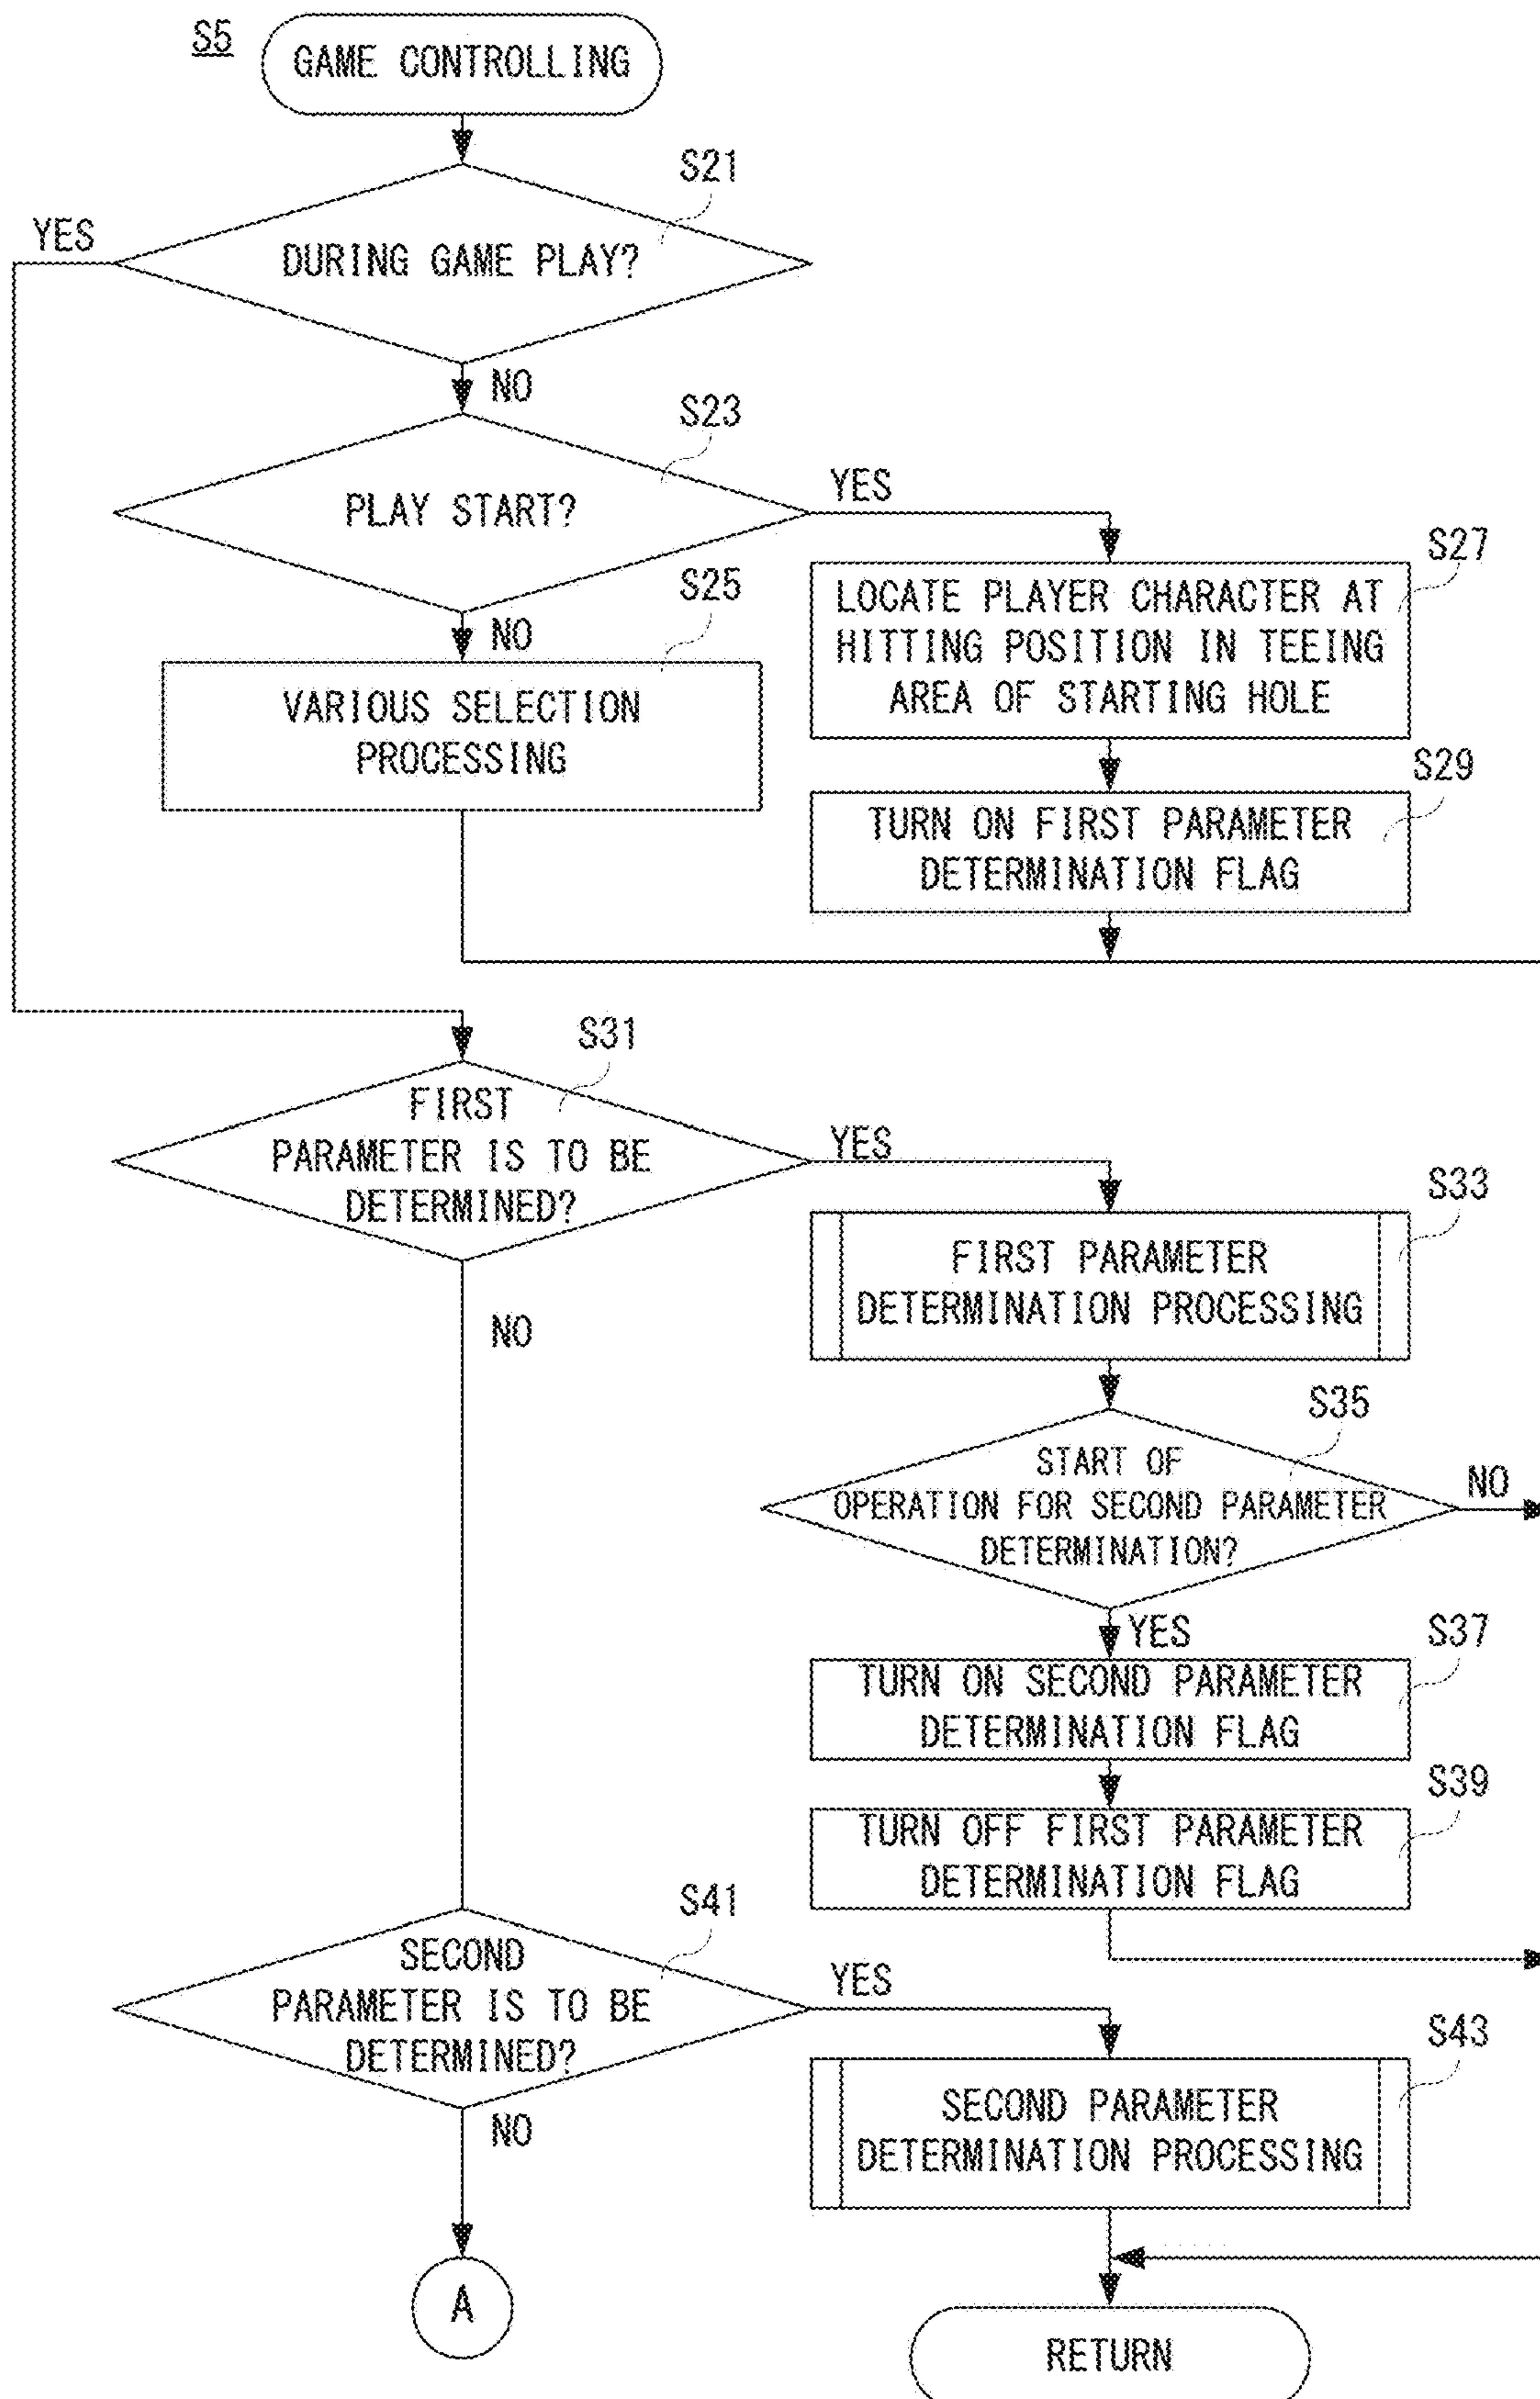 S5
GAME CONTROLLING
S21
YES
DURING GAME PLAY?
NO
S23
YES
PLAY START?
S27
LOCATE PLAYER CHARACTER AT
HITTING POSITION IN TEEING
AREA OF STARTING HOLE
NO
S25
VARIOUS SELECTION
PROCESSING
S29
TURN ON FIRST PARAMETER
DETERMINATION FLAG
S31
FIRST
PARAMETER IS TO BE
DETERMINED?
YES
S33
FIRST PARAMETER
DETERMINATION PROCESSING
NO
S35
START OF
OPERATION FOR SECOND PARAMETER
DETERMINATION?
NO
YES
S37
TURN ON SECOND PARAMETER
DETERMINATION FLAG
S39
TURN OFF FIRST PARAMETER
DETERMINATION FLAG
S41
SECOND
PARAMETER IS TO BE
DETERMINED?
YES
S43
SECOND PARAMETER
DETERMINATION PROCESSING
NO
A
RETURN